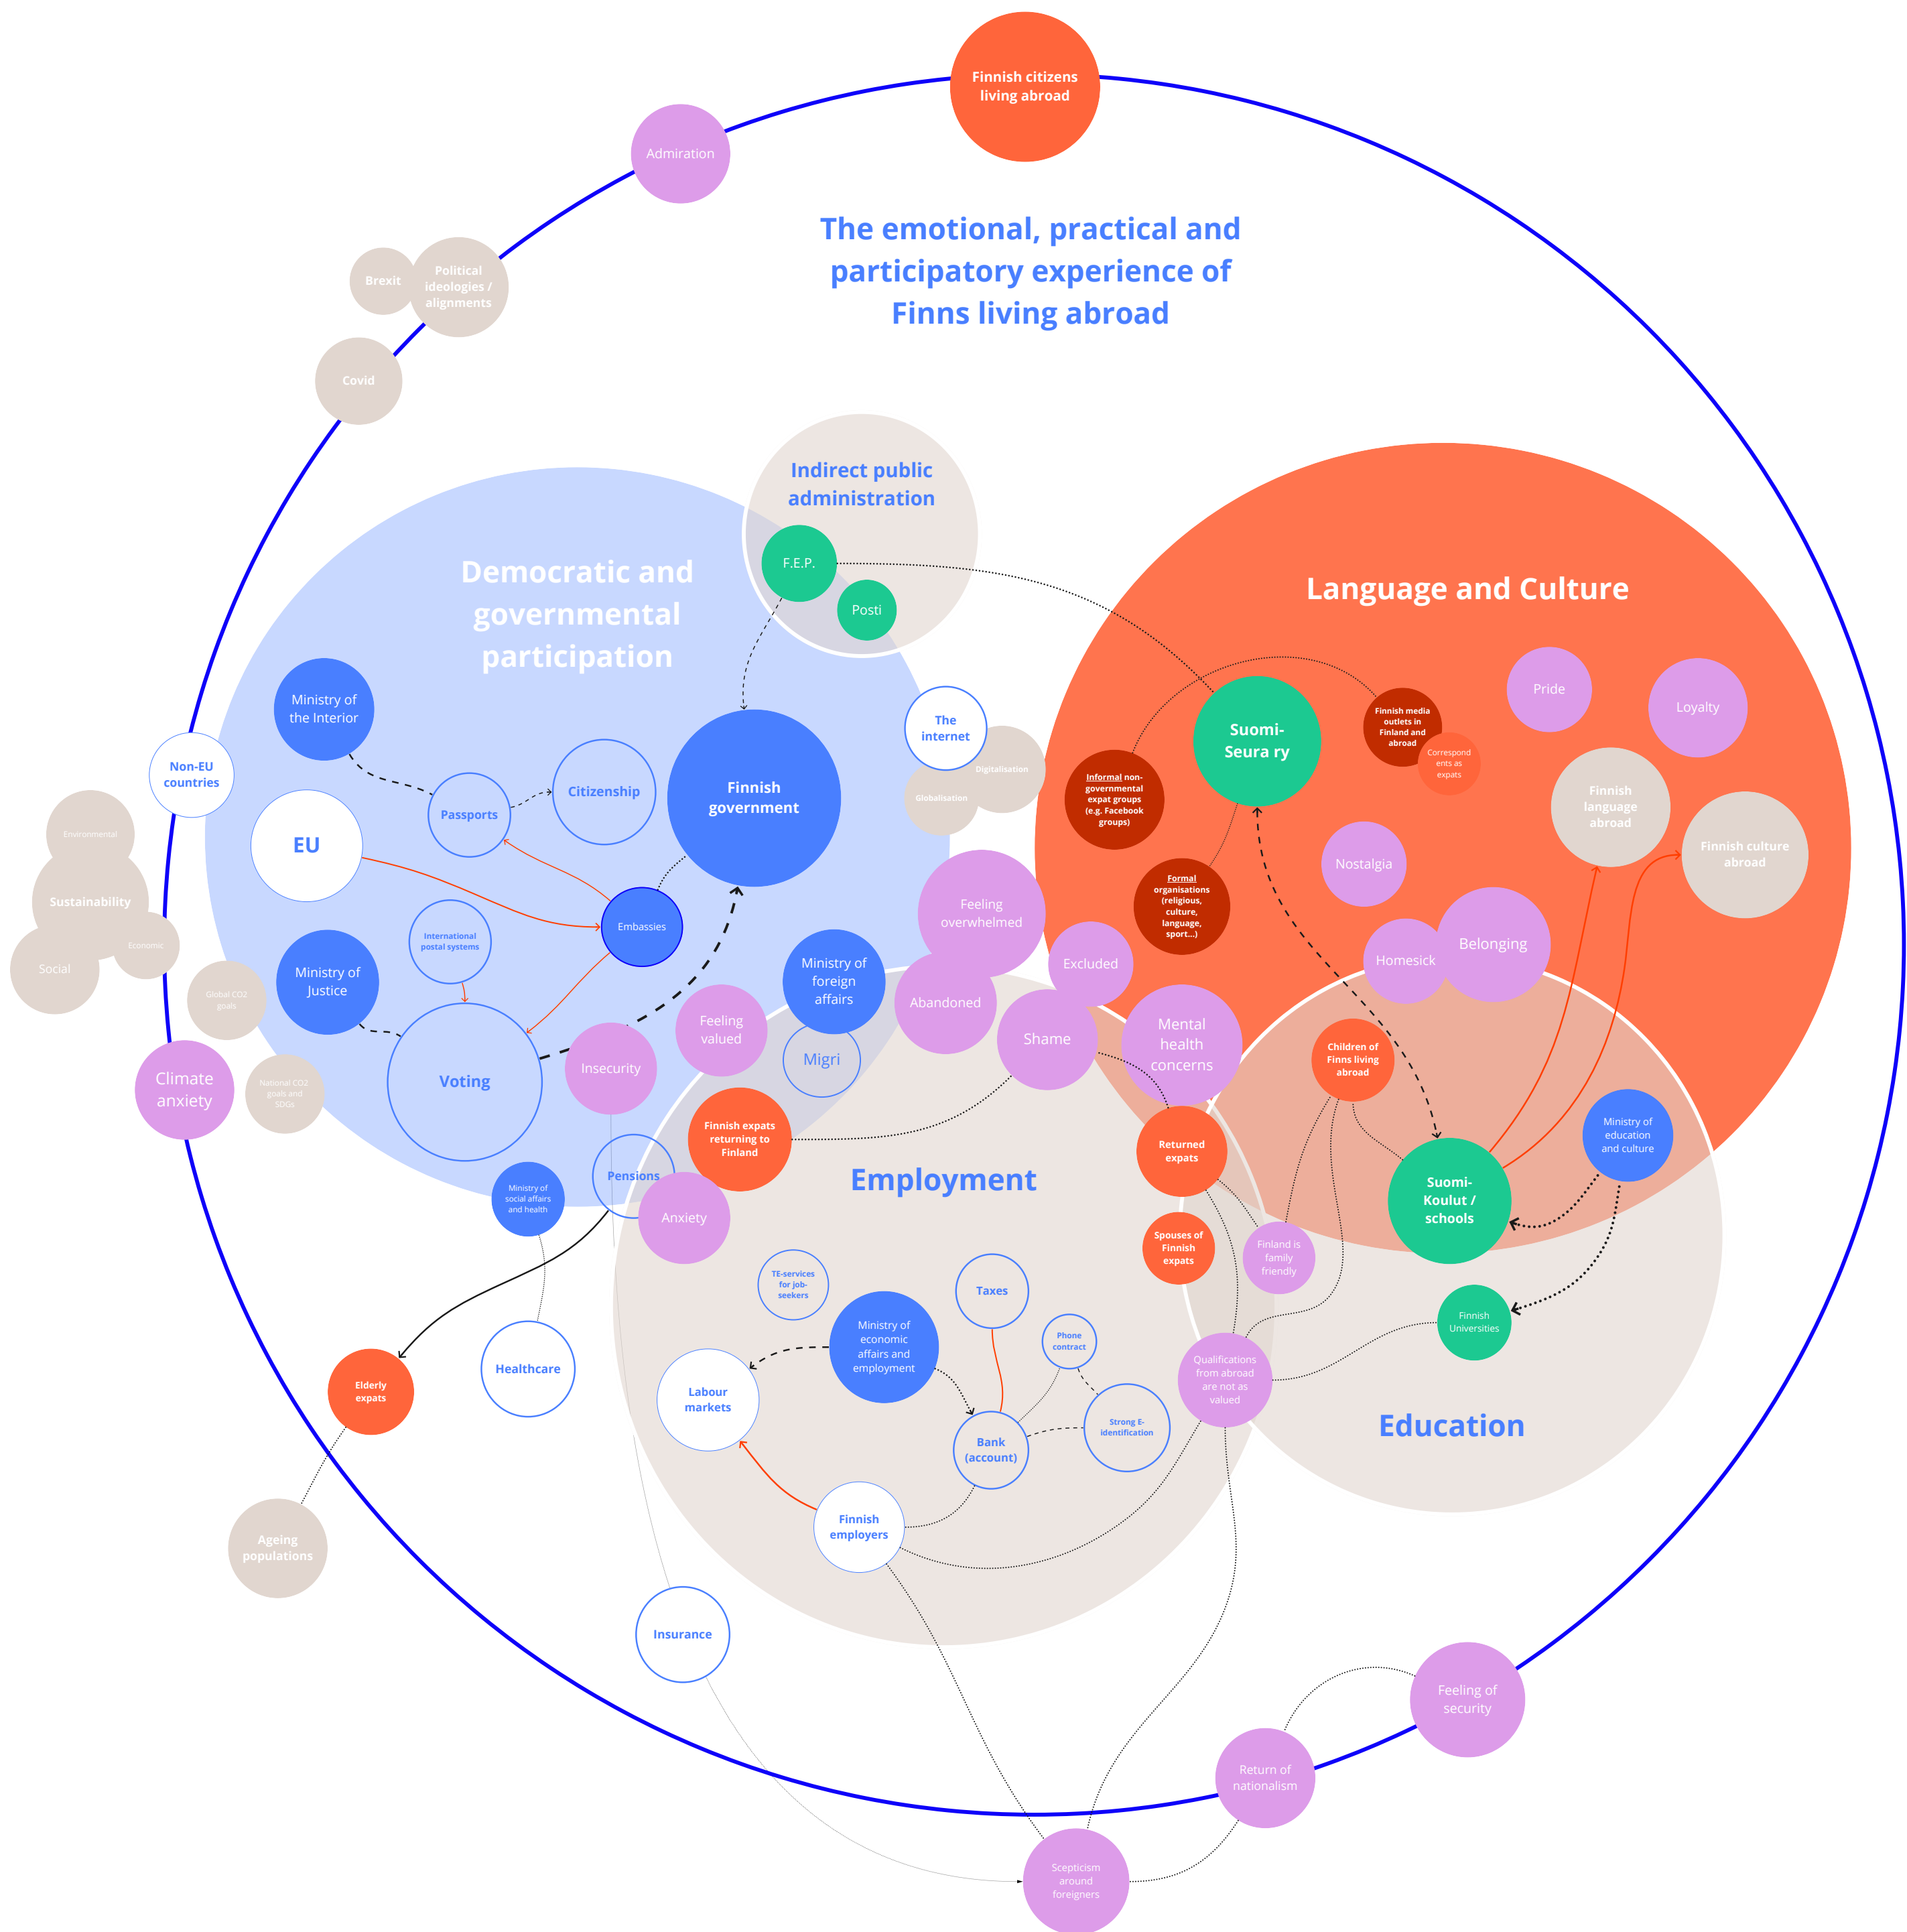 Finnish citizens
living abroad
Admiration
The emotional, practical and
participatory experience of
Finns living abroad
Brexit
Political
ideologies /
alignments
Covid
Indirect public
administration
F.E.P.
Posti
Democratic and
governmental
participation
Language and Culture
Ministry of
the Interior
Non-EU
countries
EU
Passports
Citizenship
Finnish
government
The
internet
Digitalisation
Globalisation
Embassies
International
postal systems
Ministry of
Justice
Voting
Insecurity
Feeling
valued
Ministry of
foreign
affairs
Migri
Environmental
Sustainability
Economic
Social
Global CO2
goals
National CO2
goals and
SDGs
Climate
anxiety
Suomi-
Seura ry
Finnish media
outlets in
Finland and
abroad
Correspond
ents as
expats
Informal non-
governmental
expat groups
(e.g. Facebook
groups)
Formal
organisations
(religious,
culture,
language,
sport...)
Pride
Loyalty
Finnish
language
abroad
Finnish culture
abroad
Nostalgia
Homesick
Belonging
Feeling
overwhelmed
Excluded
Abandoned
Shame
Mental
health
concerns
Children of
Finns living
abroad
Ministry of
education
and culture
Finnish expats
returning to
Finland
Returned
expats
Pensions
Anxiety
Ministry of
social affairs
and health
Employment
Suomi-
Koulut /
schools
Spouses of
Finnish
expats
Finland is
family
friendly
TE-services
for job-
seekers
Taxes
Ministry of
economic
affairs and
employment
Phone
contract
Finnish
Universities
Healthcare
Elderly
expats
Labour
markets
Bank
(account)
Strong E-
identification
Qualifications
from abroad
are not as
valued
Education
Finnish
employers
Ageing
populations
Insurance
Feeling of
security
Return of
nationalism
Scepticism
around
foreigners